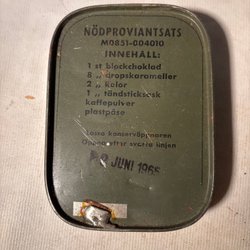 NÖDPROVIANTSATS
M0851-004010
INNEHÅLL:
1 st blockchoklad
8 „ dropskarameller
2 „ kolor
1 „ tändsticksask
kaffepulver
plastpåse
Lossa konservöppnaren
Öppna efter svarta linjen
JUNI 1965